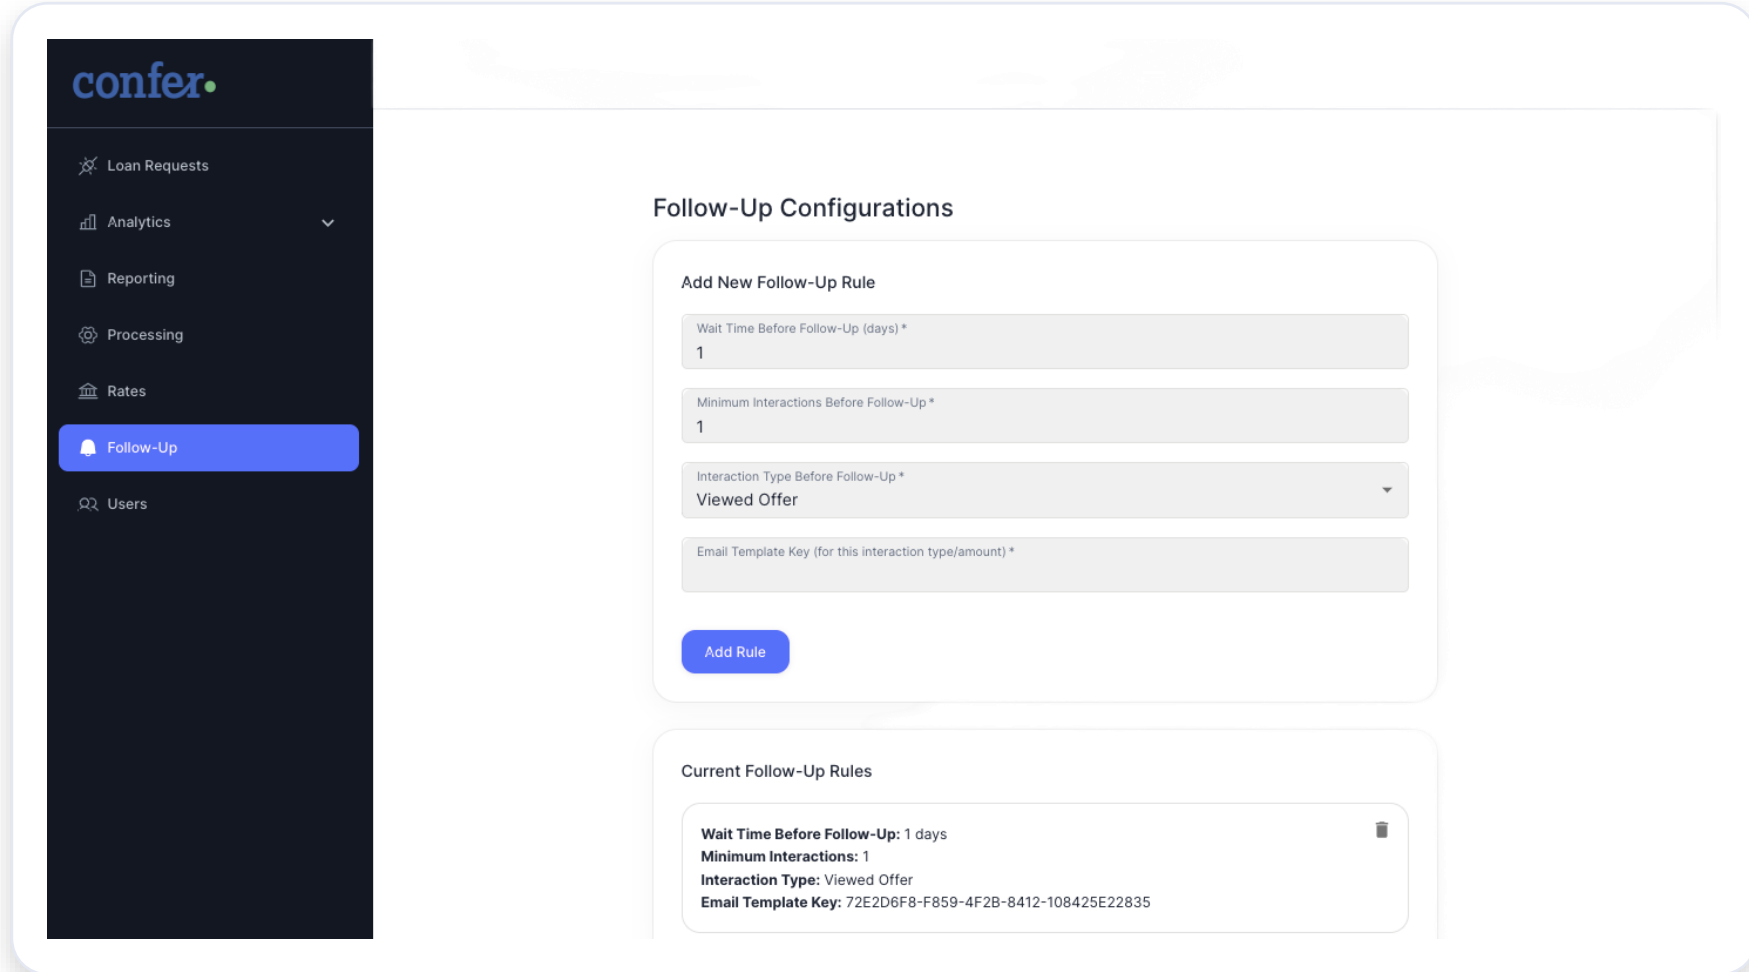 confer.
Loan Requests
Analytics
Reporting
Processing
Rates
Follow-Up
Users
Follow-Up Configurations
Add New Follow-Up Rule
Wait Time Before Follow-Up (days) *
1
Minimum Interactions Before Follow-Up *
1
Interaction Type Before Follow-Up *
Viewed Offer
Email Template Key (for this interaction type/amount) *
Add Rule
Current Follow-Up Rules
Wait Time Before Follow-Up: 1 days
Minimum Interactions: 1
Interaction Type: Viewed Offer
Email Template Key: 72E2D6F8-F859-4F2B-8412-108425E22835